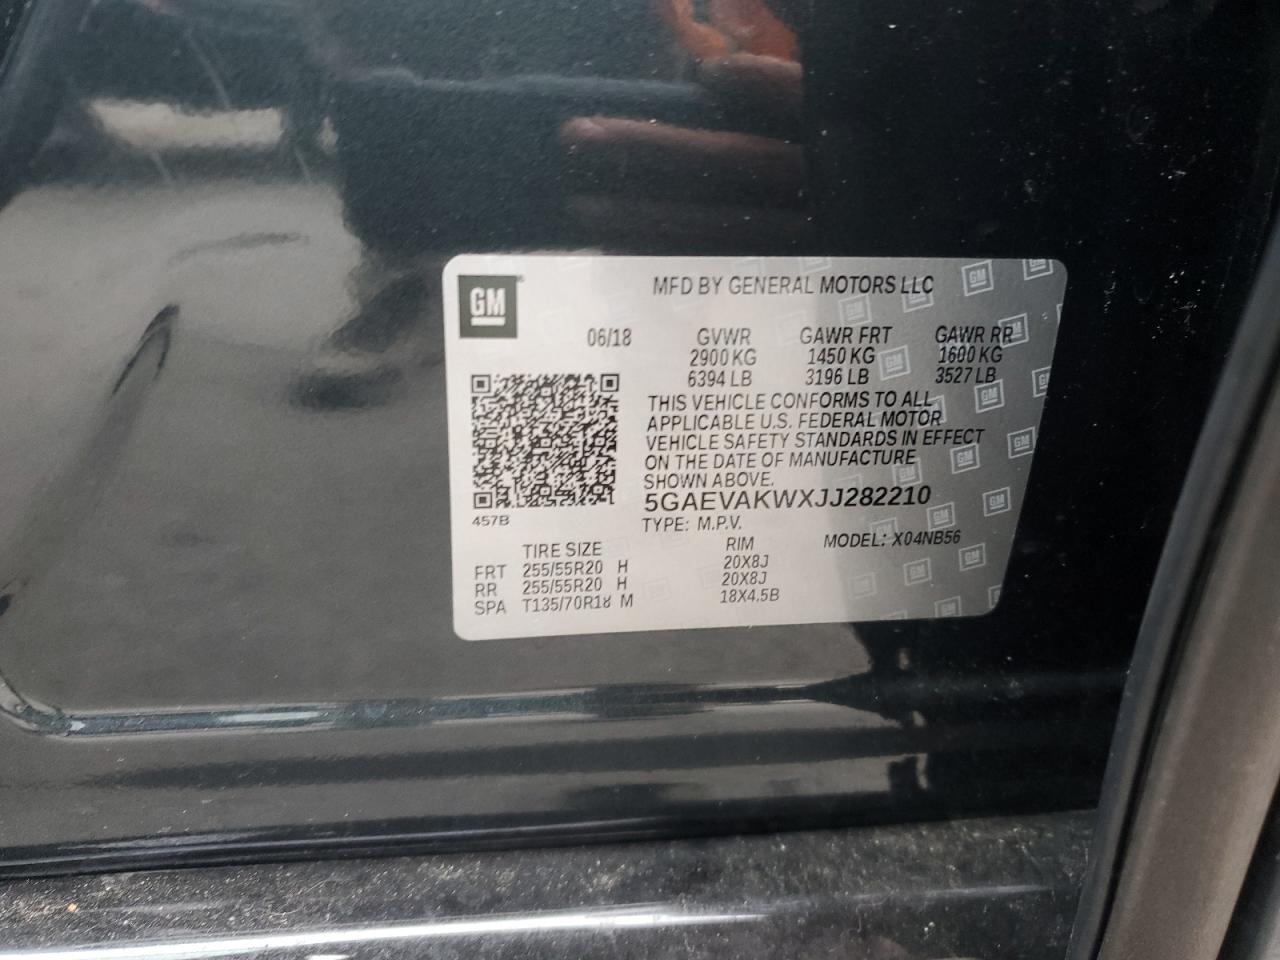 GM
MFD BY GENERAL MOTORS LLC
06/18 GVWR GAWR FRT GAWR RR
2900 KG 1450 KG 1600 KG
6394 LB 3196 LB 3527 LB
THIS VEHICLE CONFORMS TO ALL
APPLICABLE U.S. FEDERAL MOTOR
VEHICLE SAFETY STANDARDS IN EFFECT
ON THE DATE OF MANUFACTURE
SHOWN ABOVE.
5GAEVAKWXJJ282210
457B
TYPE: M.P.V.
MODEL: X04NB56
TIRE SIZE RIM
FRT 255/55R20 H 20X8J
RR 255/55R20 H 20X8J
SPA T135/70R18 M 18X4.5B